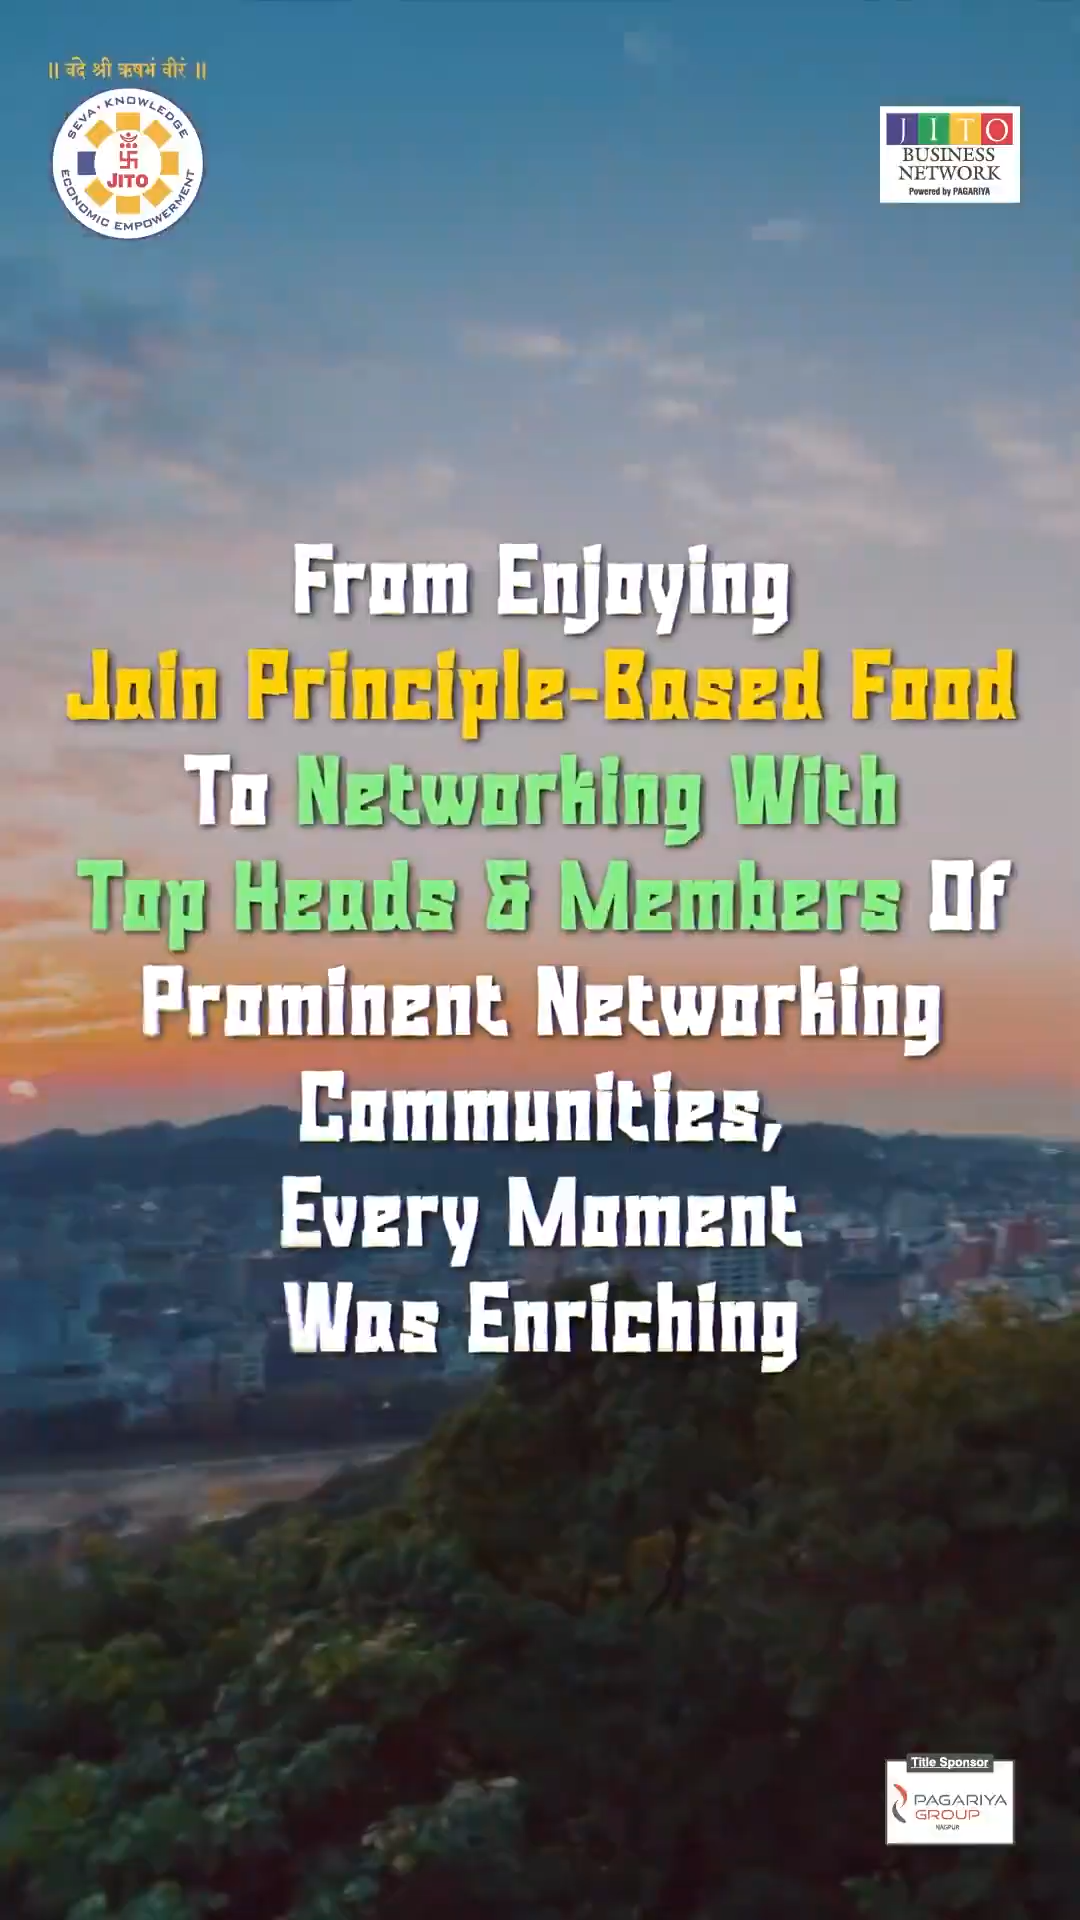 ॥ वंदे श्री ऋषभं वीरं ॥
SEVA • KNOWLEDGE
ECONOMIC EMPOWERMENT
JITO
JITO
BUSINESS
NETWORK
Powered by PAGARIYA
From Enjoying
Jain Principle-Based Food
To Networking With
Top Heads & Members Of
Prominent Networking
Communities,
Every Moment
Was Enriching
Title Sponsor
PAGARIYA
GROUP
NAGPUR